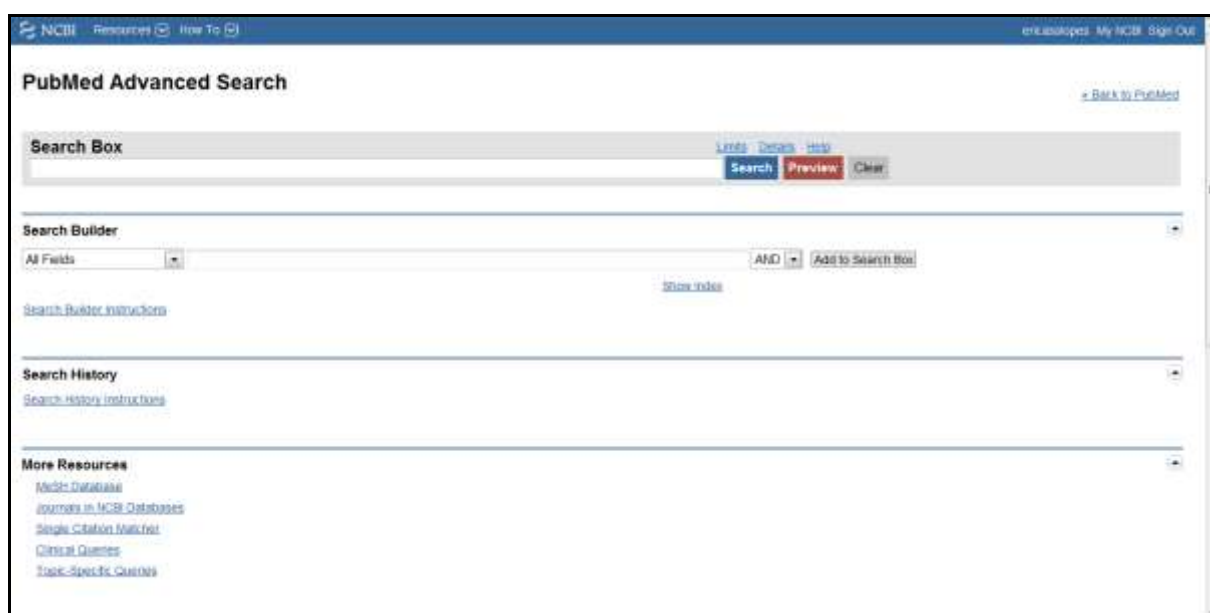 NCBI Resources How To My NCBI Sign Out
PubMed Advanced Search
« Back to PubMed
Search Box
Limits Details Help
Search Preview Clear
Search Builder
All Fields AND Add to Search Box
Show Index
Search Builder Instructions
Search History
Search History Instructions
More Resources
MeSH Database
Journals in NCBI Databases
Single Citation Matcher
Clinical Queries
Topic-Specific Queries